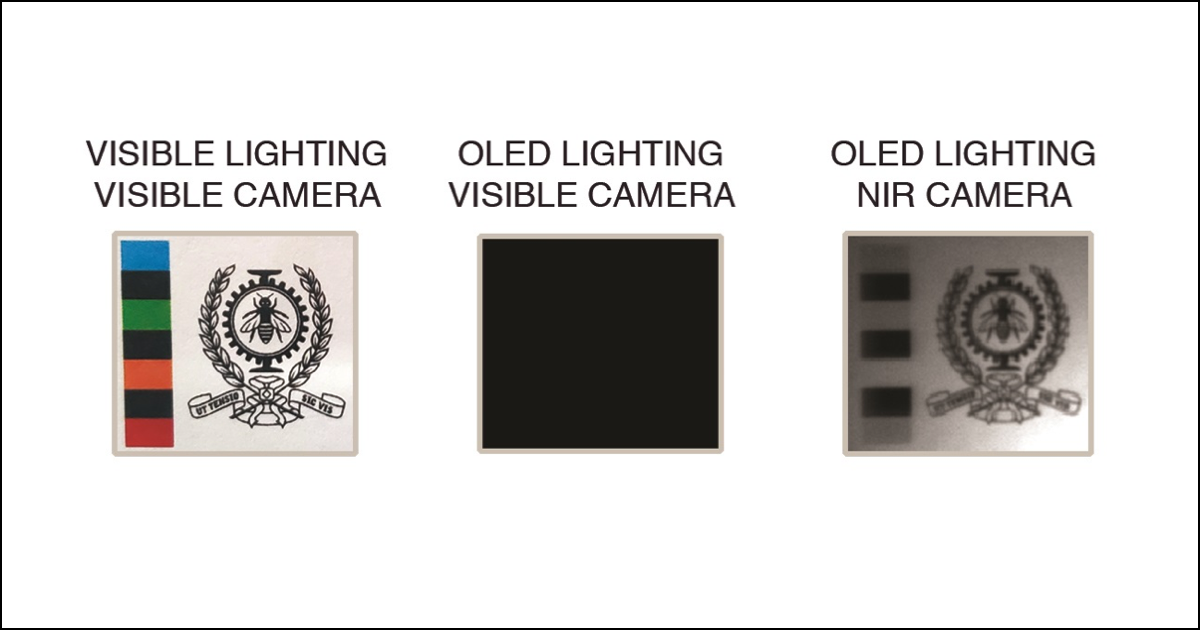 VISIBLE LIGHTING
VISIBLE CAMERA
OLED LIGHTING
VISIBLE CAMERA
OLED LIGHTING
NIR CAMERA
UT TENSIO
SIC VIS